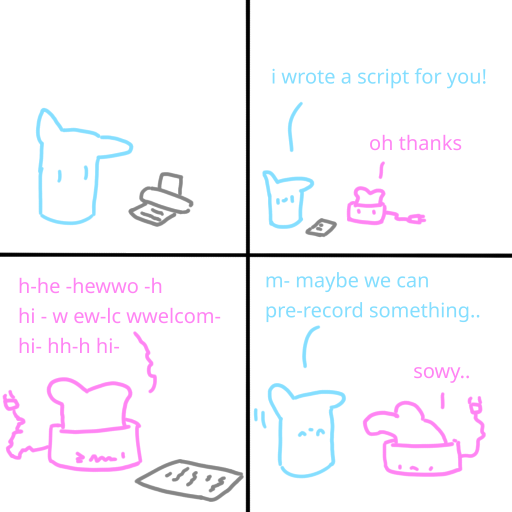 i wrote a script for you!
oh thanks
h-he -hewwo -h
hi - w ew-lc wwelcom-
hi- hh-h hi-
m- maybe we can
pre-record something..
sowy..